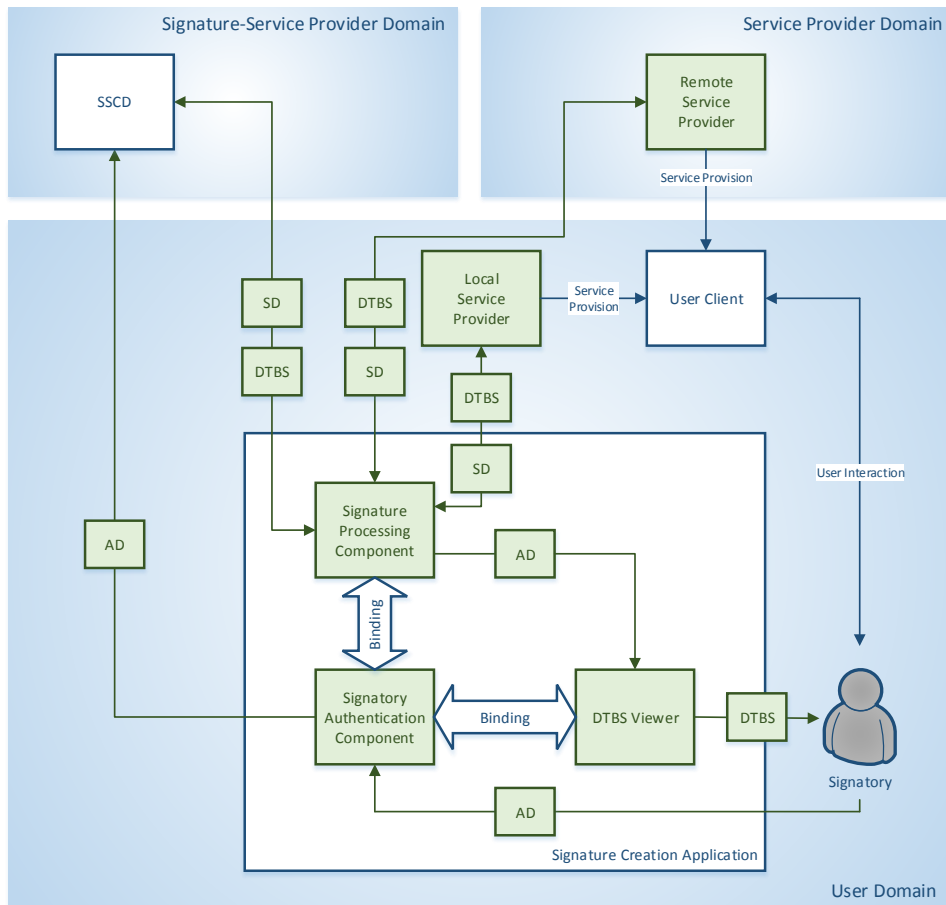 Signature-Service Provider Domain
Service Provider Domain
SSCD
Remote
Service
Provider
Service Provision
SD
DTBS
Local
Service
Provider
Service
Provision
User Client
DTBS
SD
DTBS
SD
User Interaction
Signature
Processing
Component
AD
AD
Binding
Signatory
Authentication
Component
Binding
DTBS Viewer
DTBS
Signatory
AD
Signature Creation Application
User Domain